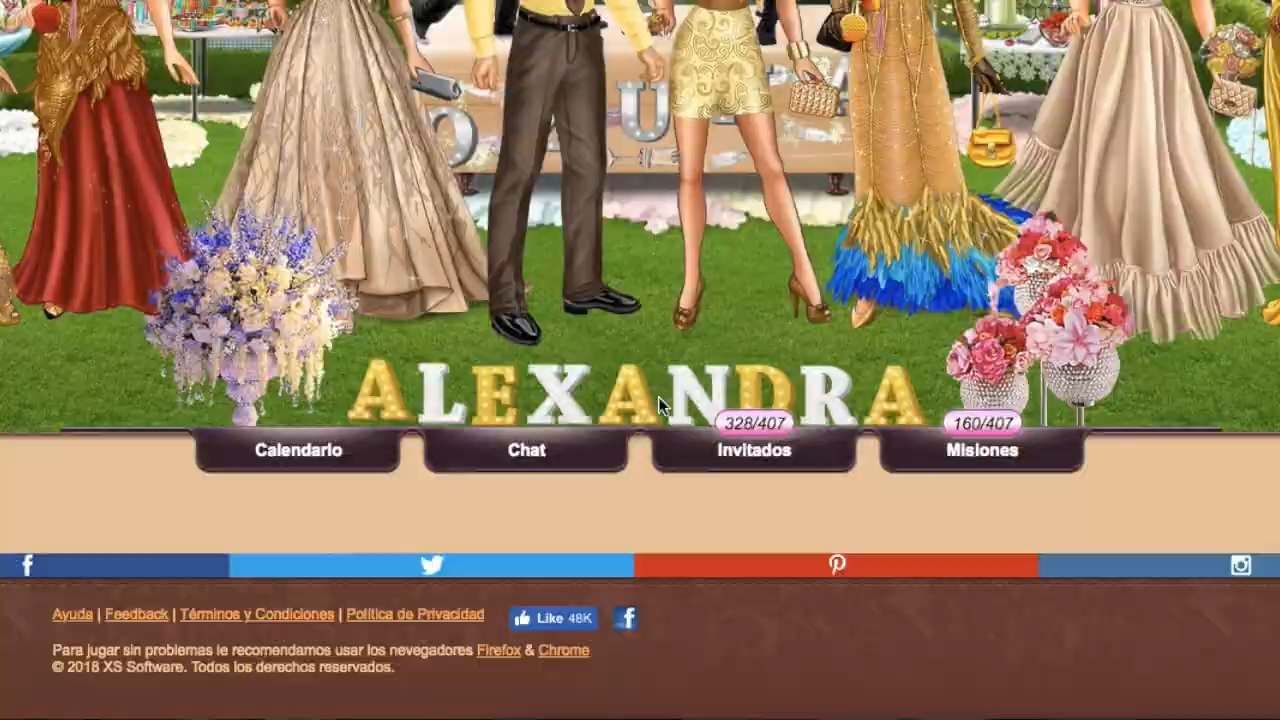 ALEXANDRA
328/407
160/407
Calendario
Chat
Invitados
Misiones
Ayuda | Feedback | Términos y Condiciones | Política de Privacidad
Like 48K
Para jugar sin problemas le recomendamos usar los nevegadores Firefox & Chrome
© 2018 XS Software. Todos los derechos reservados.